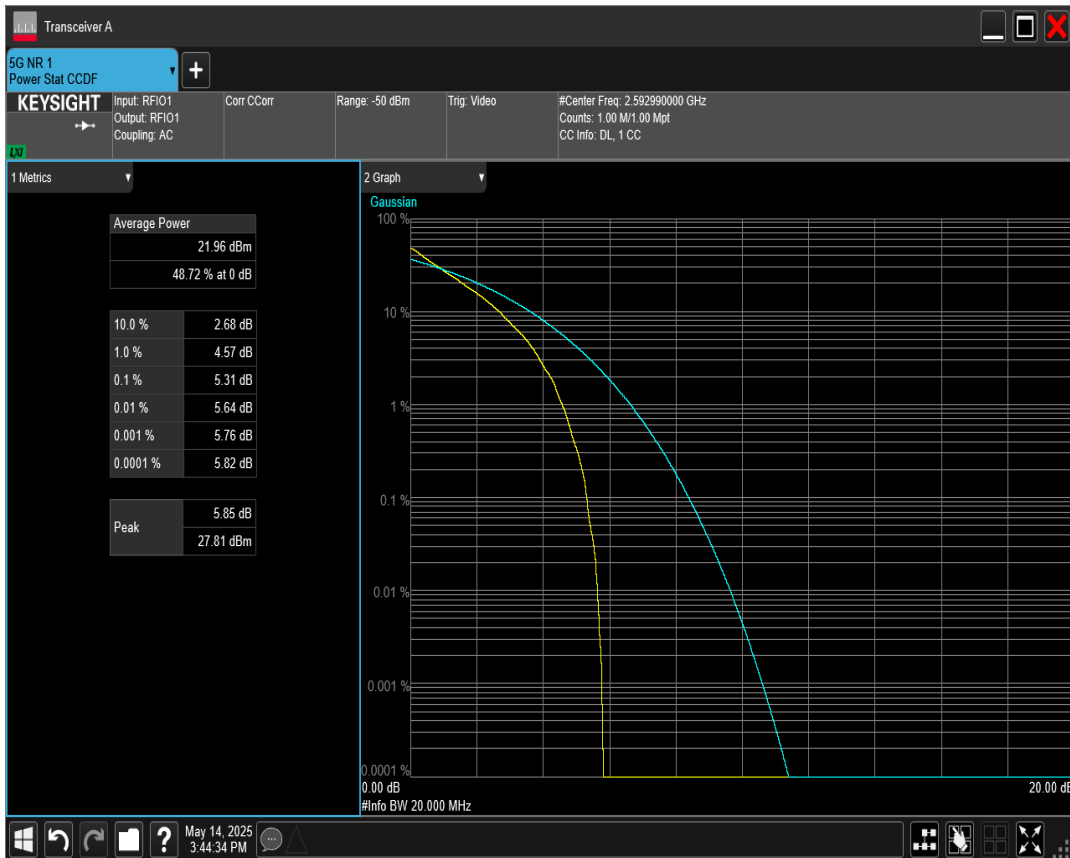 Transceiver A
5G NR 1
Power Stat CCDF
+
KEYSIGHT
LXI
Input: RFIO1
Output: RFIO1
Coupling: AC
Corr CCorr
Range: -50 dBm
Trig: Video
#Center Freq: 2.592990000 GHz
Counts: 1.00 M/1.00 Mpt
CC Info: DL, 1 CC
1 Metrics
Average Power
21.96 dBm
48.72 % at 0 dB
10.0 % 2.68 dB
1.0 % 4.57 dB
0.1 % 5.31 dB
0.01 % 5.64 dB
0.001 % 5.76 dB
0.0001 % 5.82 dB
Peak
5.85 dB
27.81 dBm
2 Graph
Gaussian
100 %
10 %
1 %
0.1 %
0.01 %
0.001 %
0.0001 %
0.00 dB 20.00 dB
#Info BW 20.000 MHz
?
May 14, 2025
3:44:34 PM